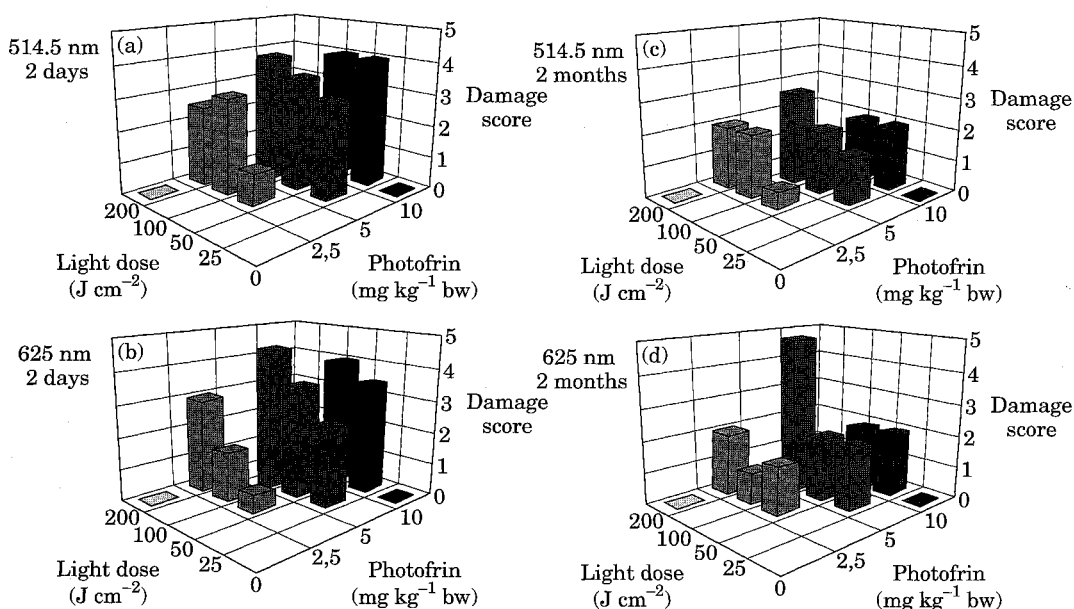 514.5 nm
2 days
(a)
5
4
3
2
1
0
Damage
score
200
100
50
25
0
10
5
2,5
Light dose
(J cm⁻²)
Photofrin
(mg kg⁻¹ bw)
514.5 nm
2 months
(c)
5
4
3
2
1
0
Damage
score
200
100
50
25
0
10
5
2,5
Light dose
(J cm⁻²)
Photofrin
(mg kg⁻¹ bw)
625 nm
2 days
(b)
5
4
3
2
1
0
Damage
score
200
100
50
25
0
10
5
2,5
Light dose
(J cm⁻²)
Photofrin
(mg kg⁻¹ bw)
625 nm
2 months
(d)
5
4
3
2
1
0
Damage
score
200
100
50
25
0
10
5
2,5
Light dose
(J cm⁻²)
Photofrin
(mg kg⁻¹ bw)